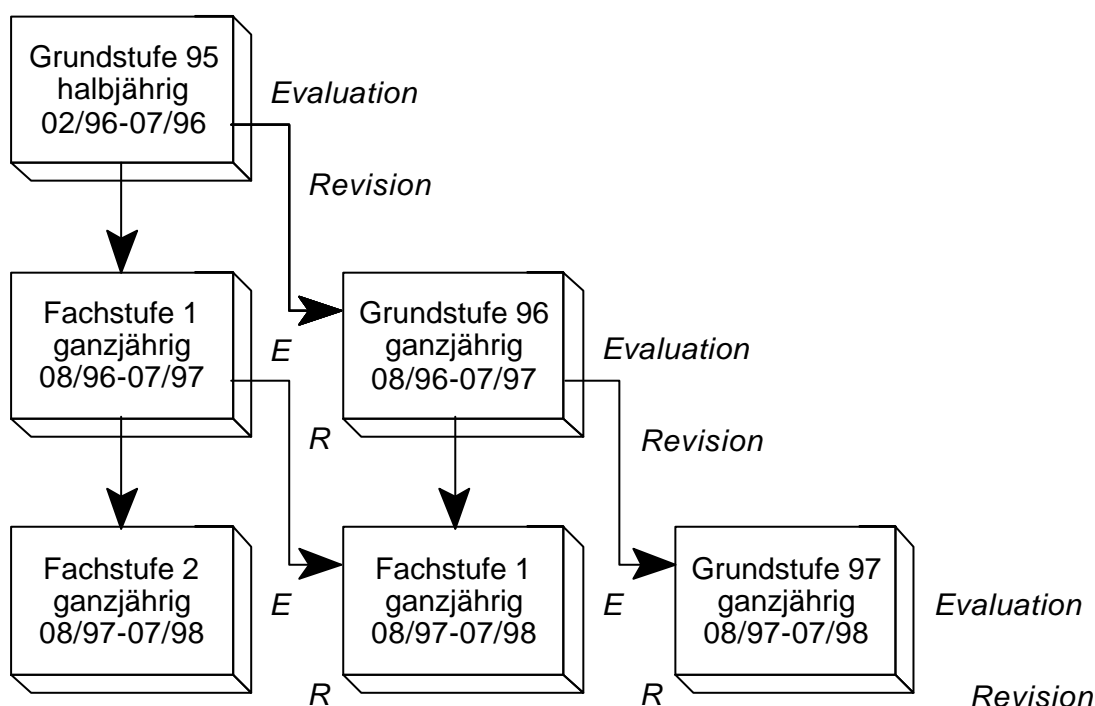 Grundstufe 95
halbjährig
02/96-07/96
Evaluation
Revision
Fachstufe 1
ganzjährig
08/96-07/97
E
R
Grundstufe 96
ganzjährig
08/96-07/97
Evaluation
Revision
Fachstufe 2
ganzjährig
08/97-07/98
E
R
Fachstufe 1
ganzjährig
08/97-07/98
E
R
Grundstufe 97
ganzjährig
08/97-07/98
Evaluation
Revision